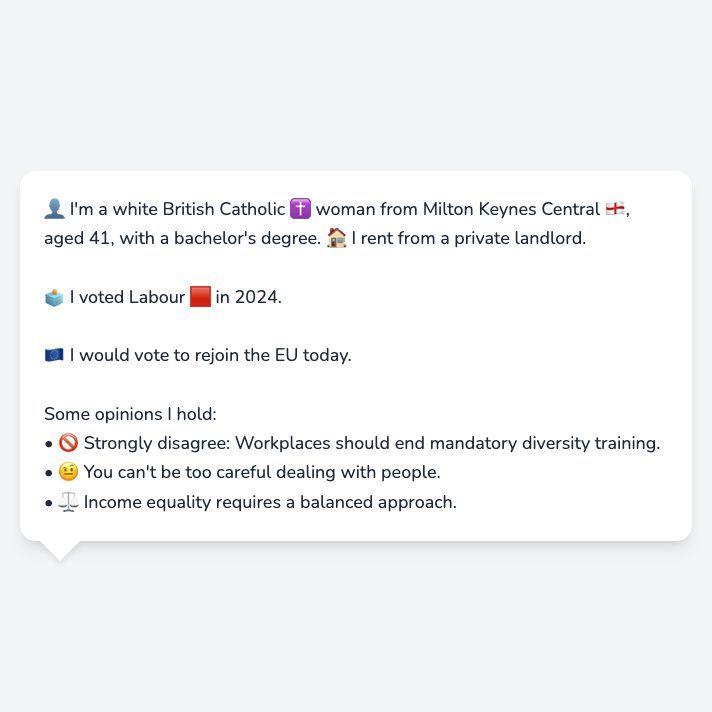 👤 I'm a white British Catholic ✝️ woman from Milton Keynes Central 🏴󠁧󠁢󠁥󠁮󠁧󠁿,
aged 41, with a bachelor's degree. 🏠 I rent from a private landlord.
🗳️ I voted Labour 🟥 in 2024.
🇪🇺 I would vote to rejoin the EU today.
Some opinions I hold:
• 🚫 Strongly disagree: Workplaces should end mandatory diversity training.
• 🤨 You can't be too careful dealing with people.
• ⚖️ Income equality requires a balanced approach.